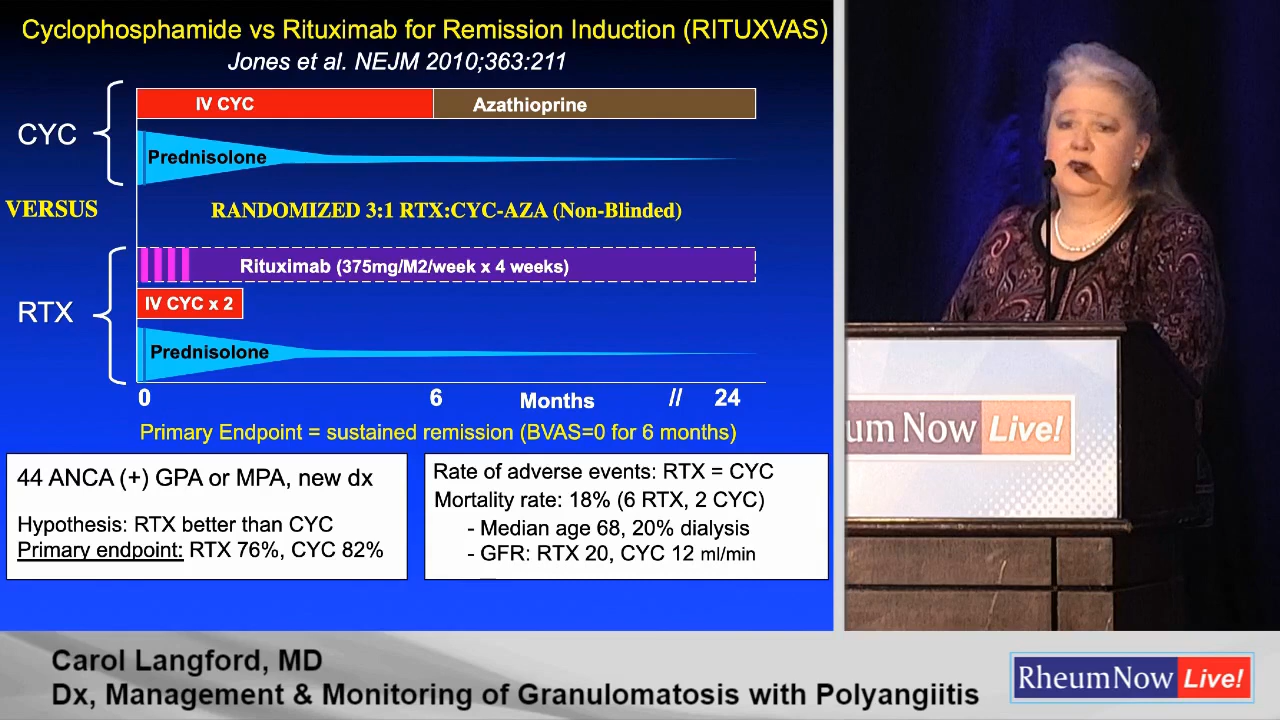 Cyclophosphamide vs Rituximab for Remission Induction (RITUXVAS)
Jones et al. NEJM 2010;363:211
CYC
IV CYC
Azathioprine
Prednisolone
VERSUS
RANDOMIZED 3:1 RTX:CYC-AZA (Non-Blinded)
RTX
Rituximab (375mg/M2/week x 4 weeks)
IV CYC x 2
Prednisolone
0 6 Months // 24
Primary Endpoint = sustained remission (BVAS=0 for 6 months)
44 ANCA (+) GPA or MPA, new dx
Hypothesis: RTX better than CYC
Primary endpoint: RTX 76%, CYC 82%
Rate of adverse events: RTX = CYC
Mortality rate: 18% (6 RTX, 2 CYC)
- Median age 68, 20% dialysis
- GFR: RTX 20, CYC 12 ml/min
um Now Live!
Carol Langford, MD
Dx, Management & Monitoring of Granulomatosis with Polyangiitis
RheumNow Live!